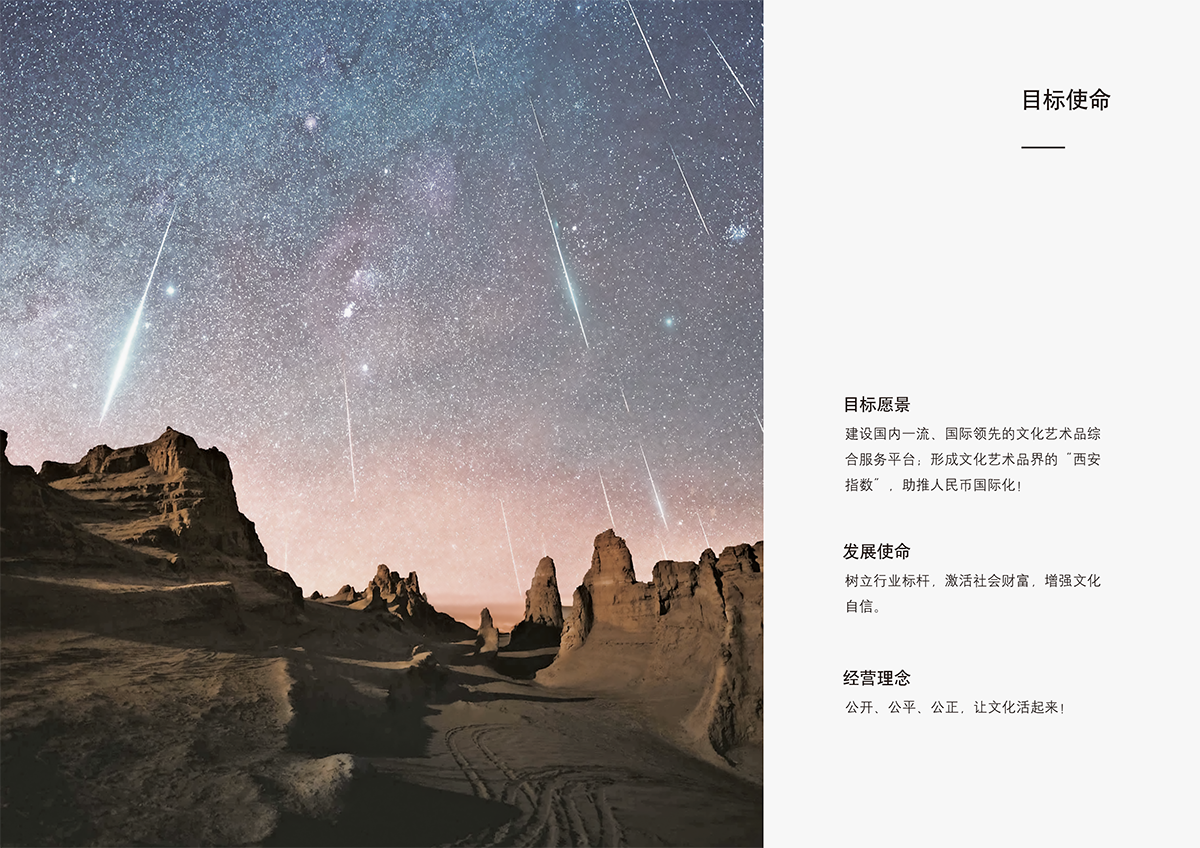 目标使命
目标愿景
建设国内一流、国际领先的文化艺术品综
合服务平台；形成文化艺术品界的“西安
指数”，助推人民币国际化！
发展使命
树立行业标杆，激活社会财富，增强文化
自信。
经营理念
公开、公平、公正，让文化活起来！